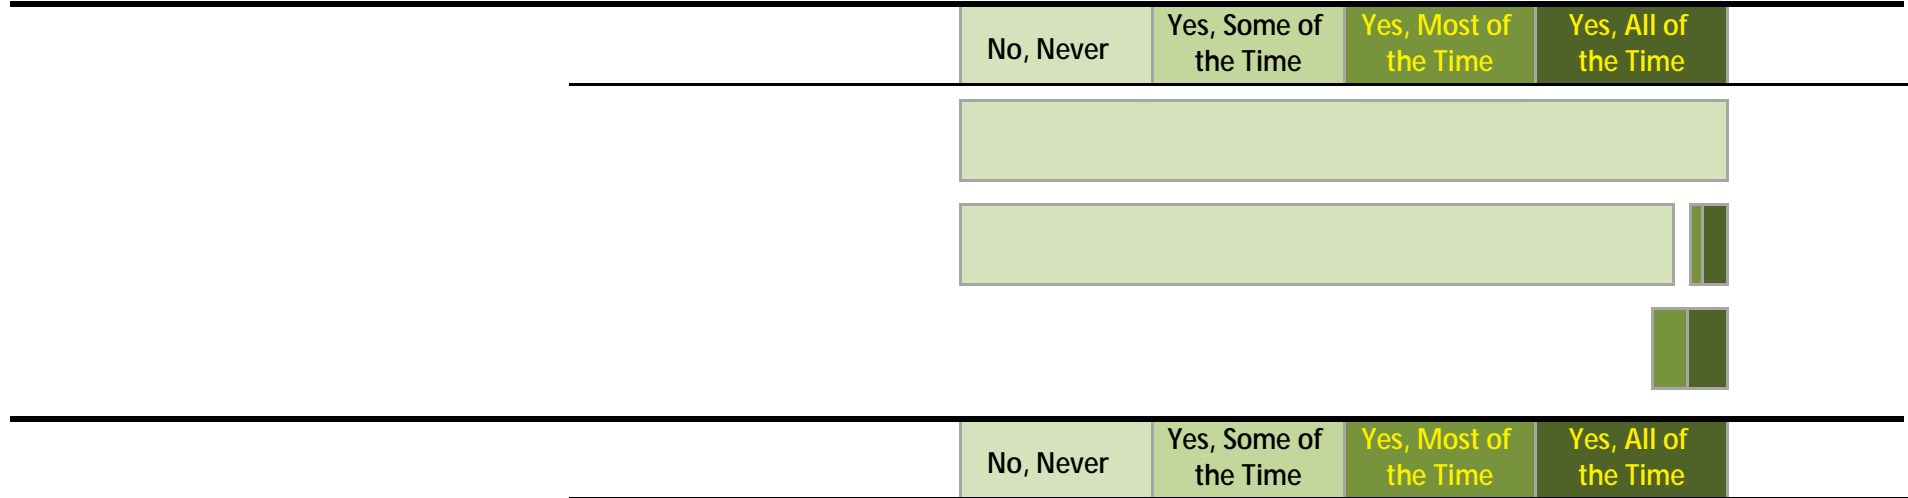 No, Never
Yes, Some of
the Time
Yes, Most of
the Time
Yes, All of
the Time
No, Never
Yes, Some of
the Time
Yes, Most of
the Time
Yes, All of
the Time